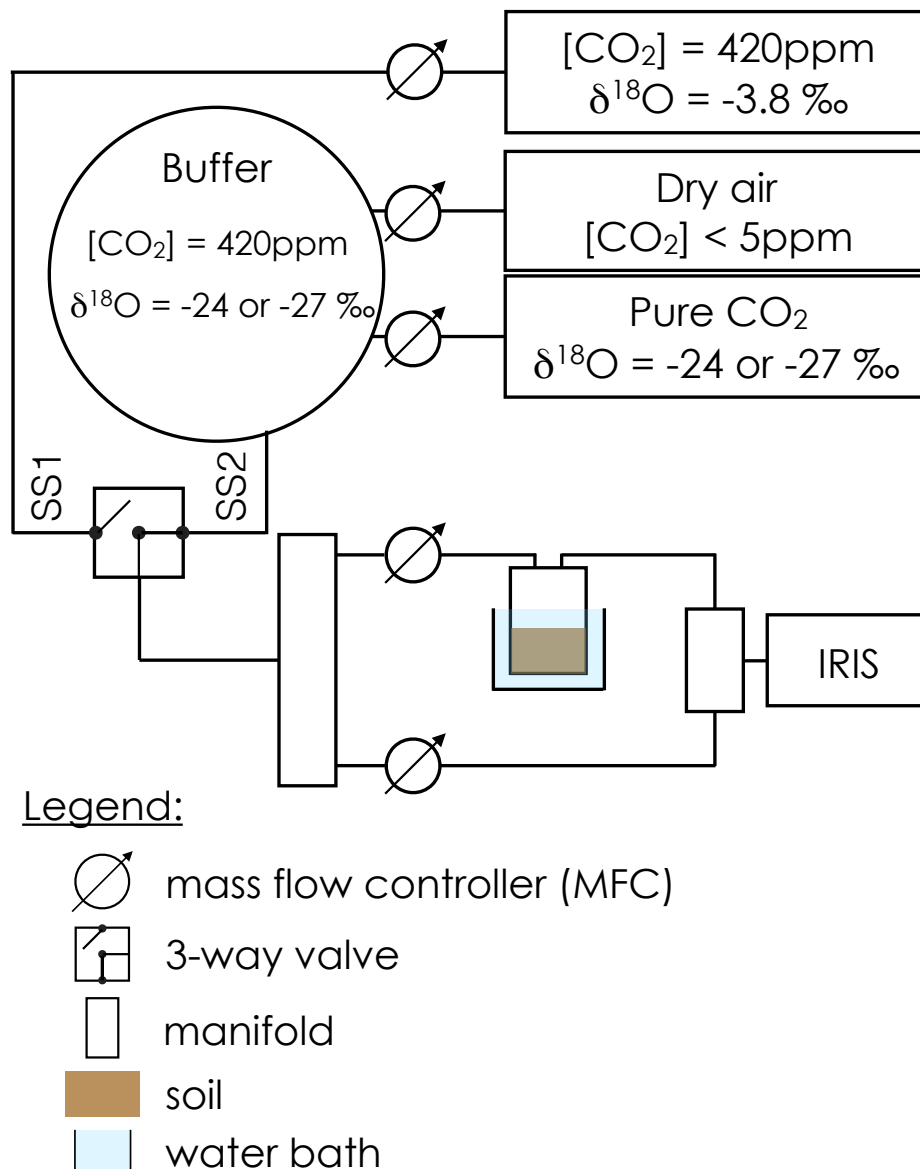 [CO₂] = 420ppm
δ¹⁸O = -3.8 ‰
Buffer
[CO₂] = 420ppm
δ¹⁸O = -24 or -27 ‰
Dry air
[CO₂] < 5ppm
Pure CO₂
δ¹⁸O = -24 or -27 ‰
SS1
SS2
IRIS
Legend:
mass flow controller (MFC)
3-way valve
manifold
soil
water bath